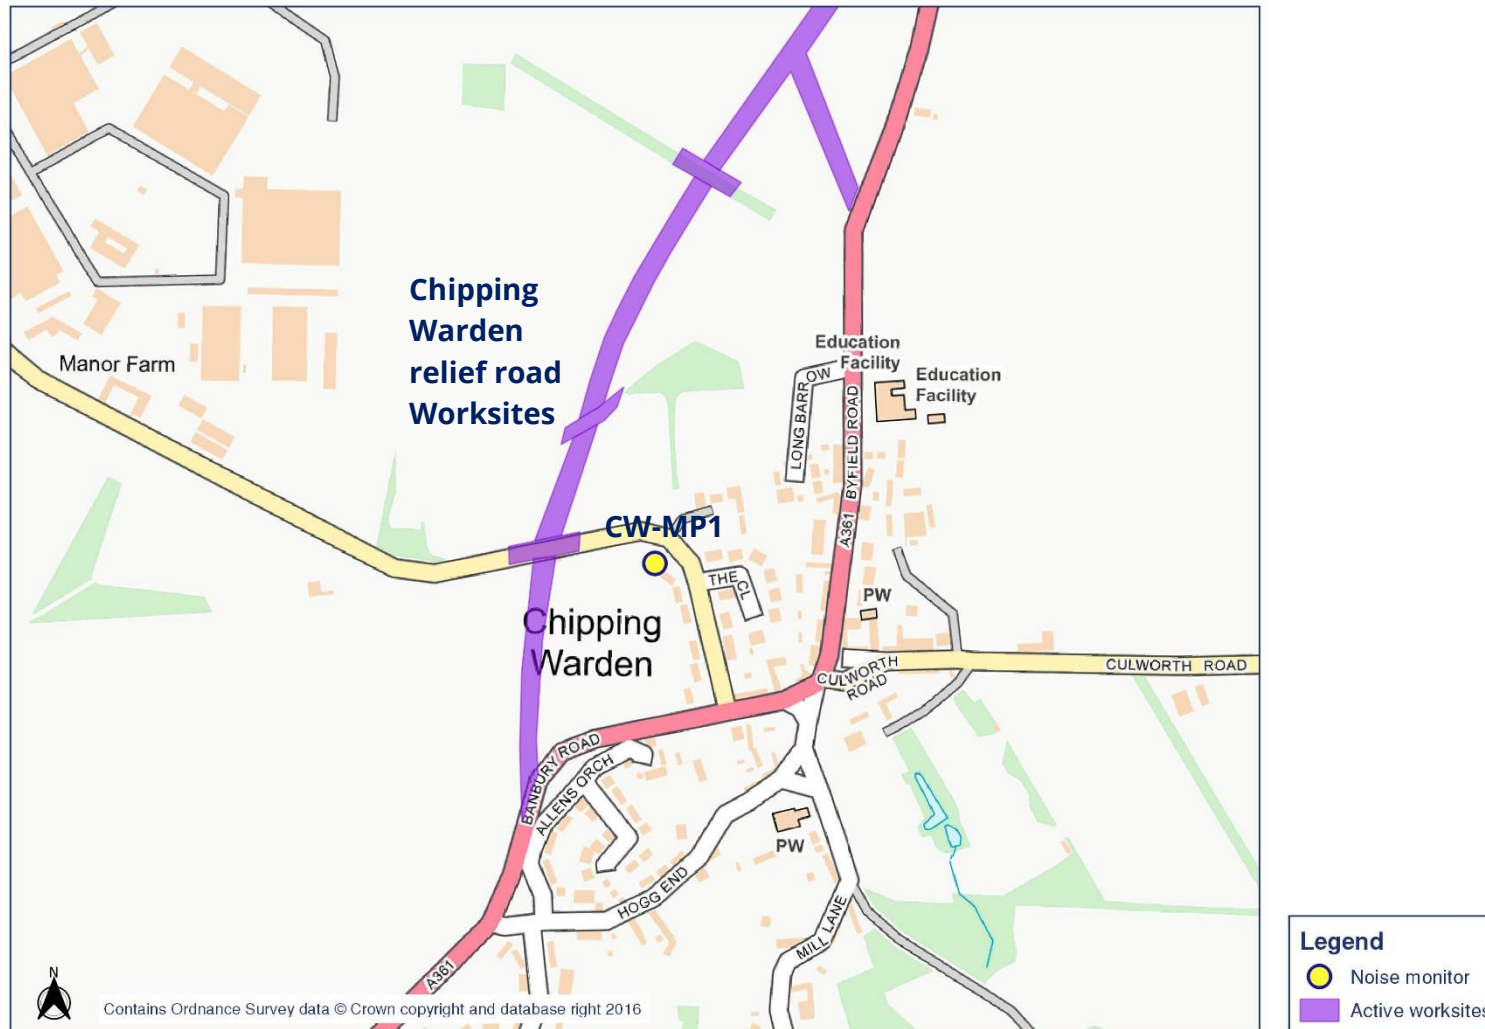 Chipping
Warden
relief road
Worksites
Manor Farm
Education
Facility
Education
Facility
LONG BARROW
A361 BYFIELD ROAD
CW-MP1
THE CL
PW
Chipping
Warden
CULWORTH
ROAD
CULWORTH ROAD
BANBURY ROAD
ALLENS ORCH
PW
HOGG END
MILL LANE
A361
N
Contains Ordnance Survey data © Crown copyright and database right 2016
Legend
Noise monitor
Active worksites